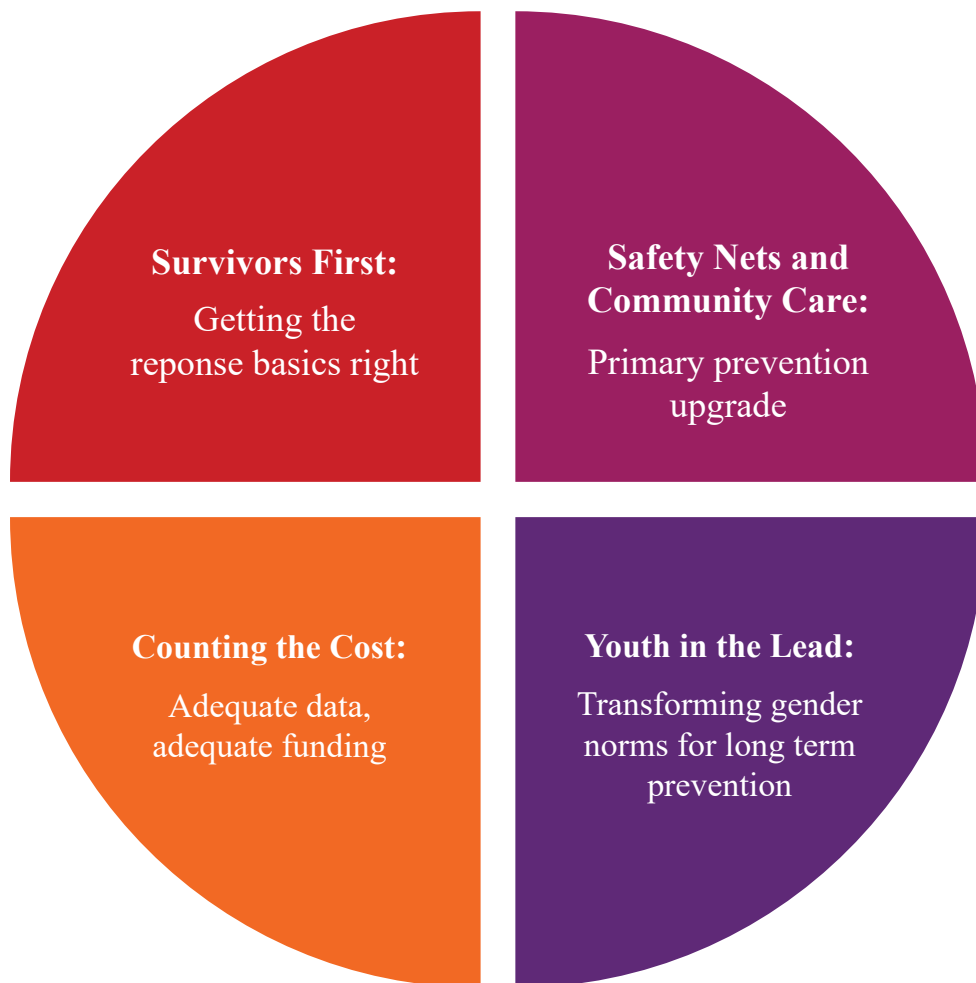 Survivors First:
Getting the
reponse basics right
Safety Nets and
Community Care:
Primary prevention
upgrade
Counting the Cost:
Adequate data,
adequate funding
Youth in the Lead:
Transforming gender
norms for long term
prevention